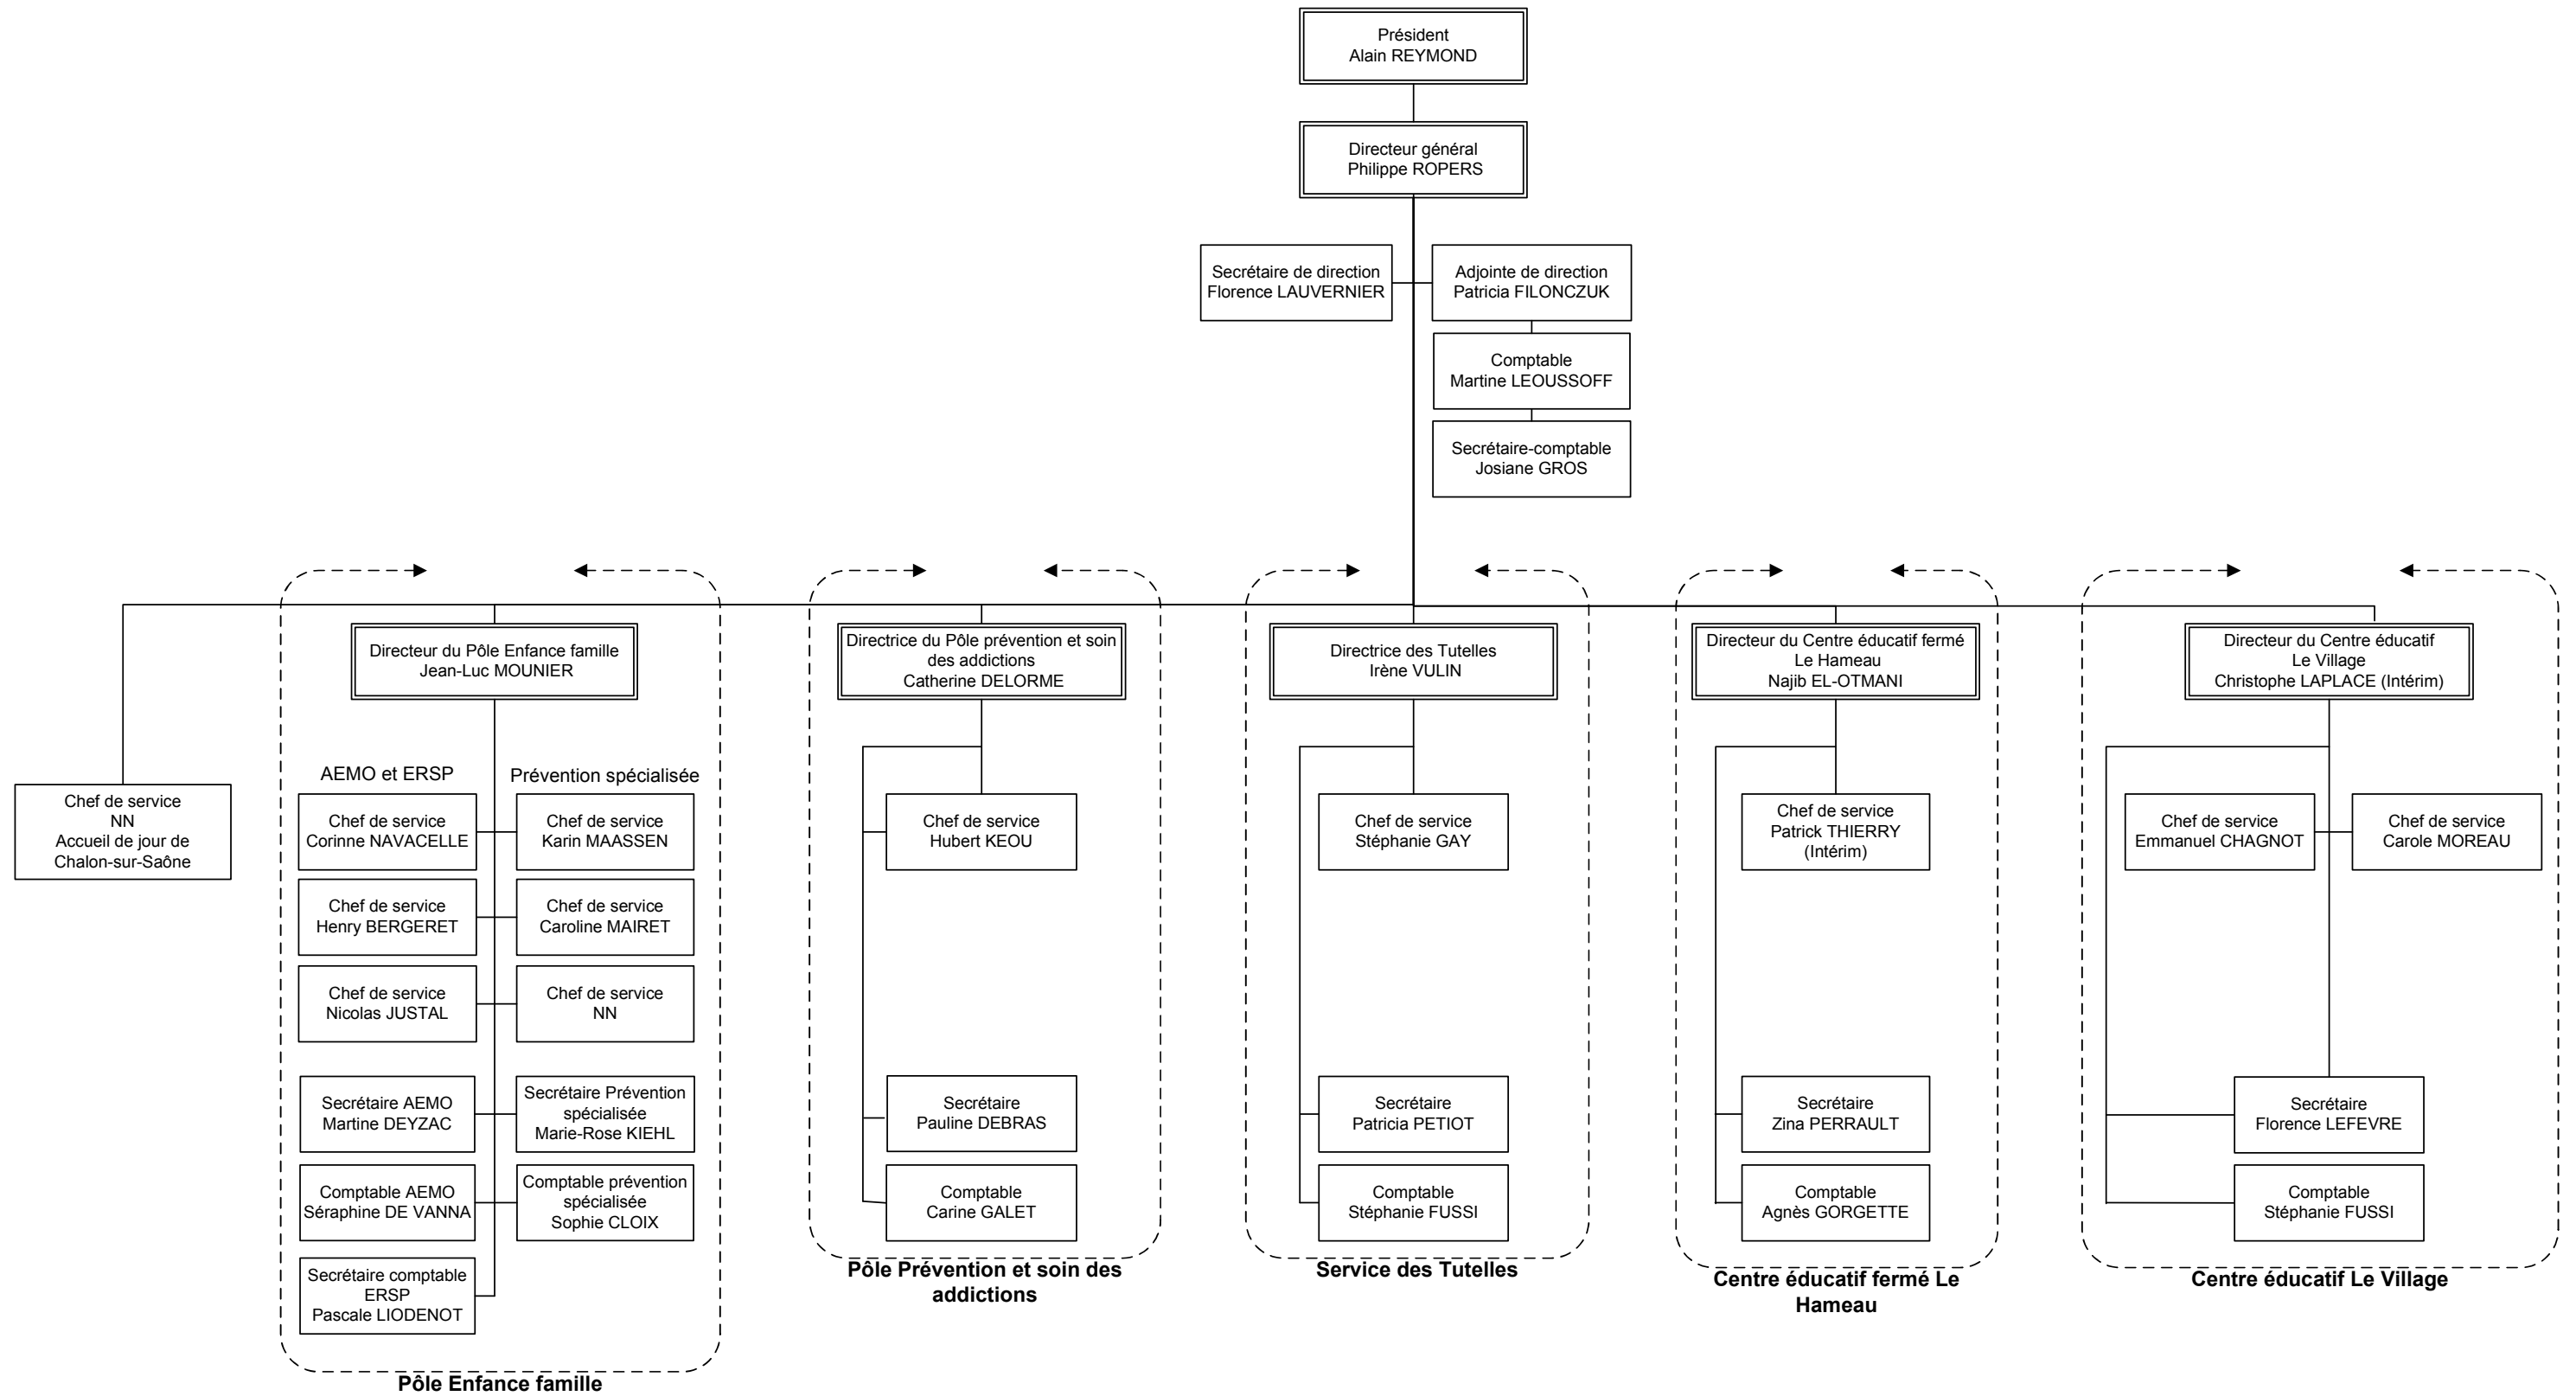 Président
Alain REYMOND
Directeur général
Philippe ROPERS
Secrétaire de direction
Florence LAUVERNIER
Adjointe de direction
Patricia FILONCZUK
Comptable
Martine LEOUSSOFF
Secrétaire-comptable
Josiane GROS
Chef de service
NN
Accueil de jour de
Chalon-sur-Saône
Directeur du Pôle Enfance famille
Jean-Luc MOUNIER
AEMO et ERSP
Prévention spécialisée
Chef de service
Corinne NAVACELLE
Chef de service
Karin MAASSEN
Chef de service
Henry BERGERET
Chef de service
Caroline MAIRET
Chef de service
Nicolas JUSTAL
Chef de service
NN
Secrétaire AEMO
Martine DEYZAC
Secrétaire Prévention
spécialisée
Marie-Rose KIEHL
Comptable AEMO
Séraphine DE VANNA
Comptable prévention
spécialisée
Sophie CLOIX
Secrétaire comptable
ERSP
Pascale LIODENOT
Pôle Enfance famille
Directrice du Pôle prévention et soin
des addictions
Catherine DELORME
Chef de service
Hubert KEOU
Secrétaire
Pauline DEBRAS
Comptable
Carine GALET
Pôle Prévention et soin des
addictions
Directrice des Tutelles
Irène VULIN
Chef de service
Stéphanie GAY
Secrétaire
Patricia PETIOT
Comptable
Stéphanie FUSSI
Service des Tutelles
Directeur du Centre éducatif fermé
Le Hameau
Najib EL-OTMANI
Chef de service
Patrick THIERRY
(Intérim)
Secrétaire
Zina PERRAULT
Comptable
Agnès GORGETTE
Centre éducatif fermé Le
Hameau
Directeur du Centre éducatif
Le Village
Christophe LAPLACE (Intérim)
Chef de service
Emmanuel CHAGNOT
Chef de service
Carole MOREAU
Secrétaire
Florence LEFEVRE
Comptable
Stéphanie FUSSI
Centre éducatif Le Village